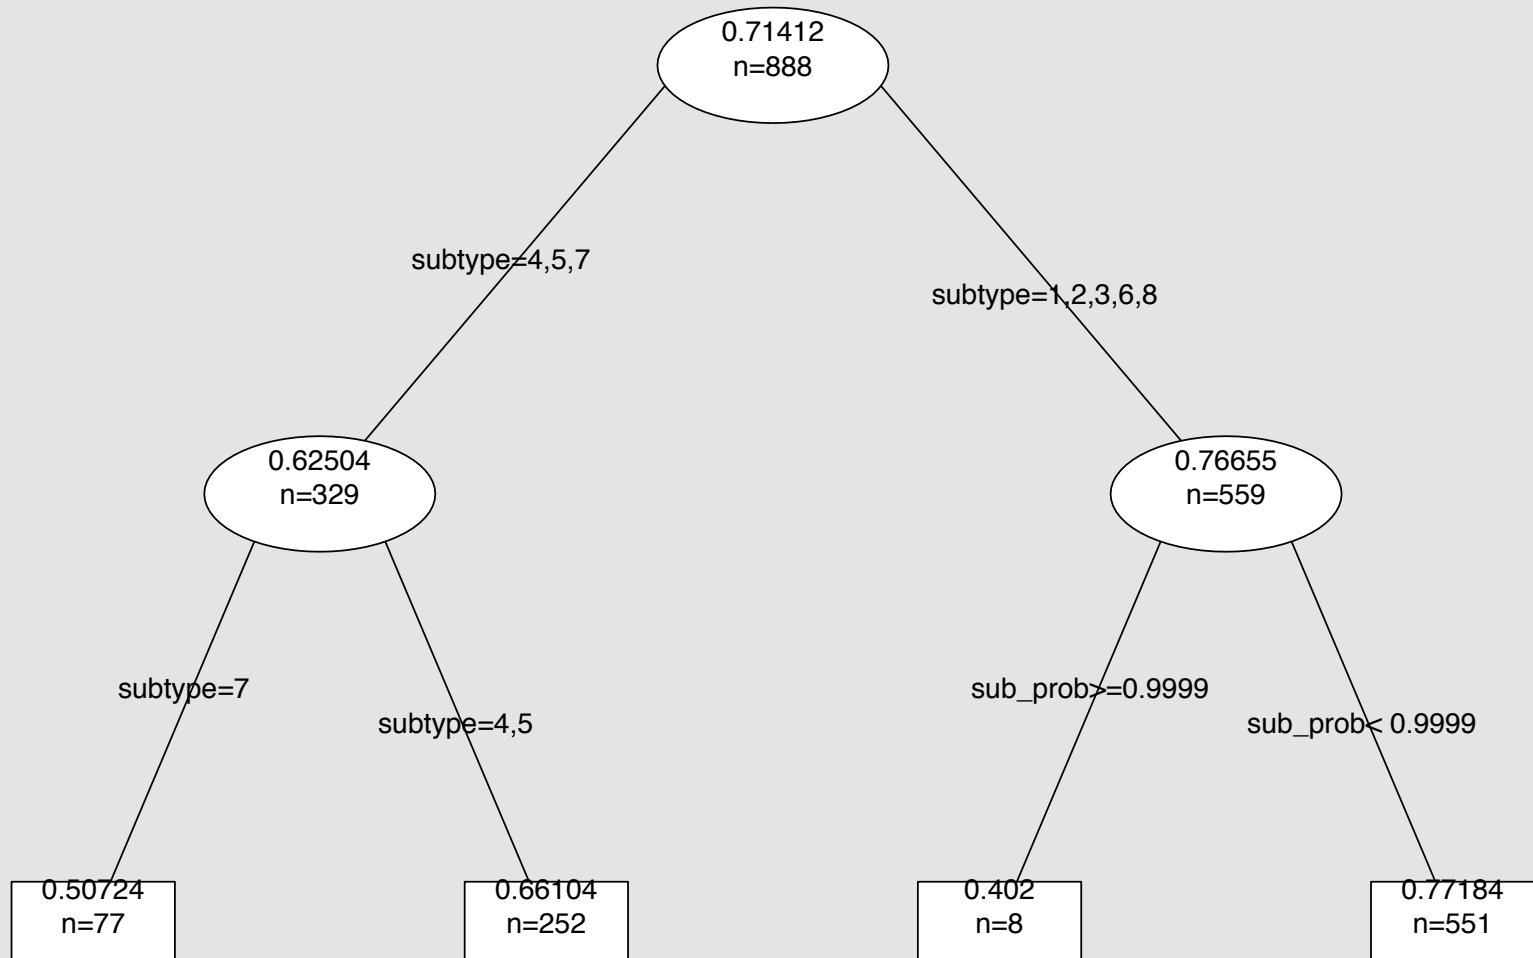 0.71412
n=888
subtype=4,5,7
subtype=1,2,3,6,8
0.62504
n=329
0.76655
n=559
subtype=7
subtype=4,5
sub_prob>=0.9999
sub_prob< 0.9999
0.50724
n=77
0.66104
n=252
0.402
n=8
0.77184
n=551